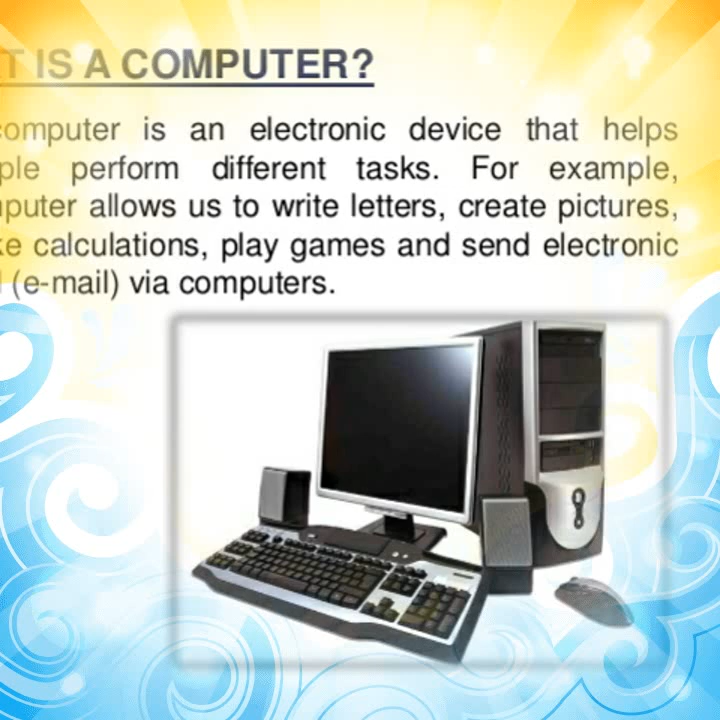 T IS A COMPUTER?
computer is an electronic device that helps
ple perform different tasks. For example,
puter allows us to write letters, create pictures,
ke calculations, play games and send electronic
(e-mail) via computers.